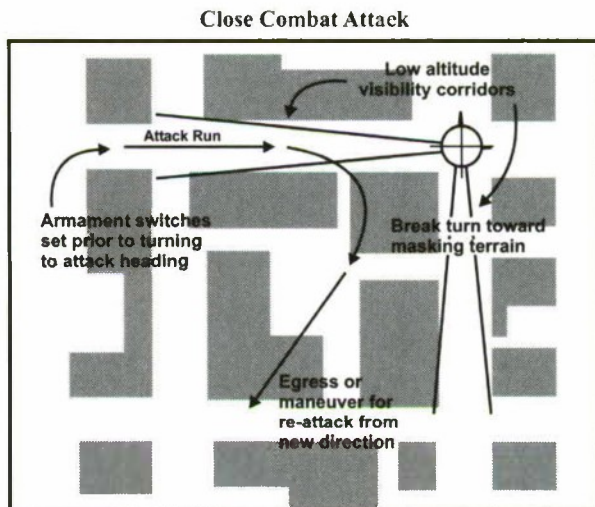 Close Combat Attack
Low altitude
visibility corridors
Attack Run
Armament switches
set prior to turning
to attack heading
Break turn toward
masking terrain
Egress or
maneuver for
re-attack from
new direction